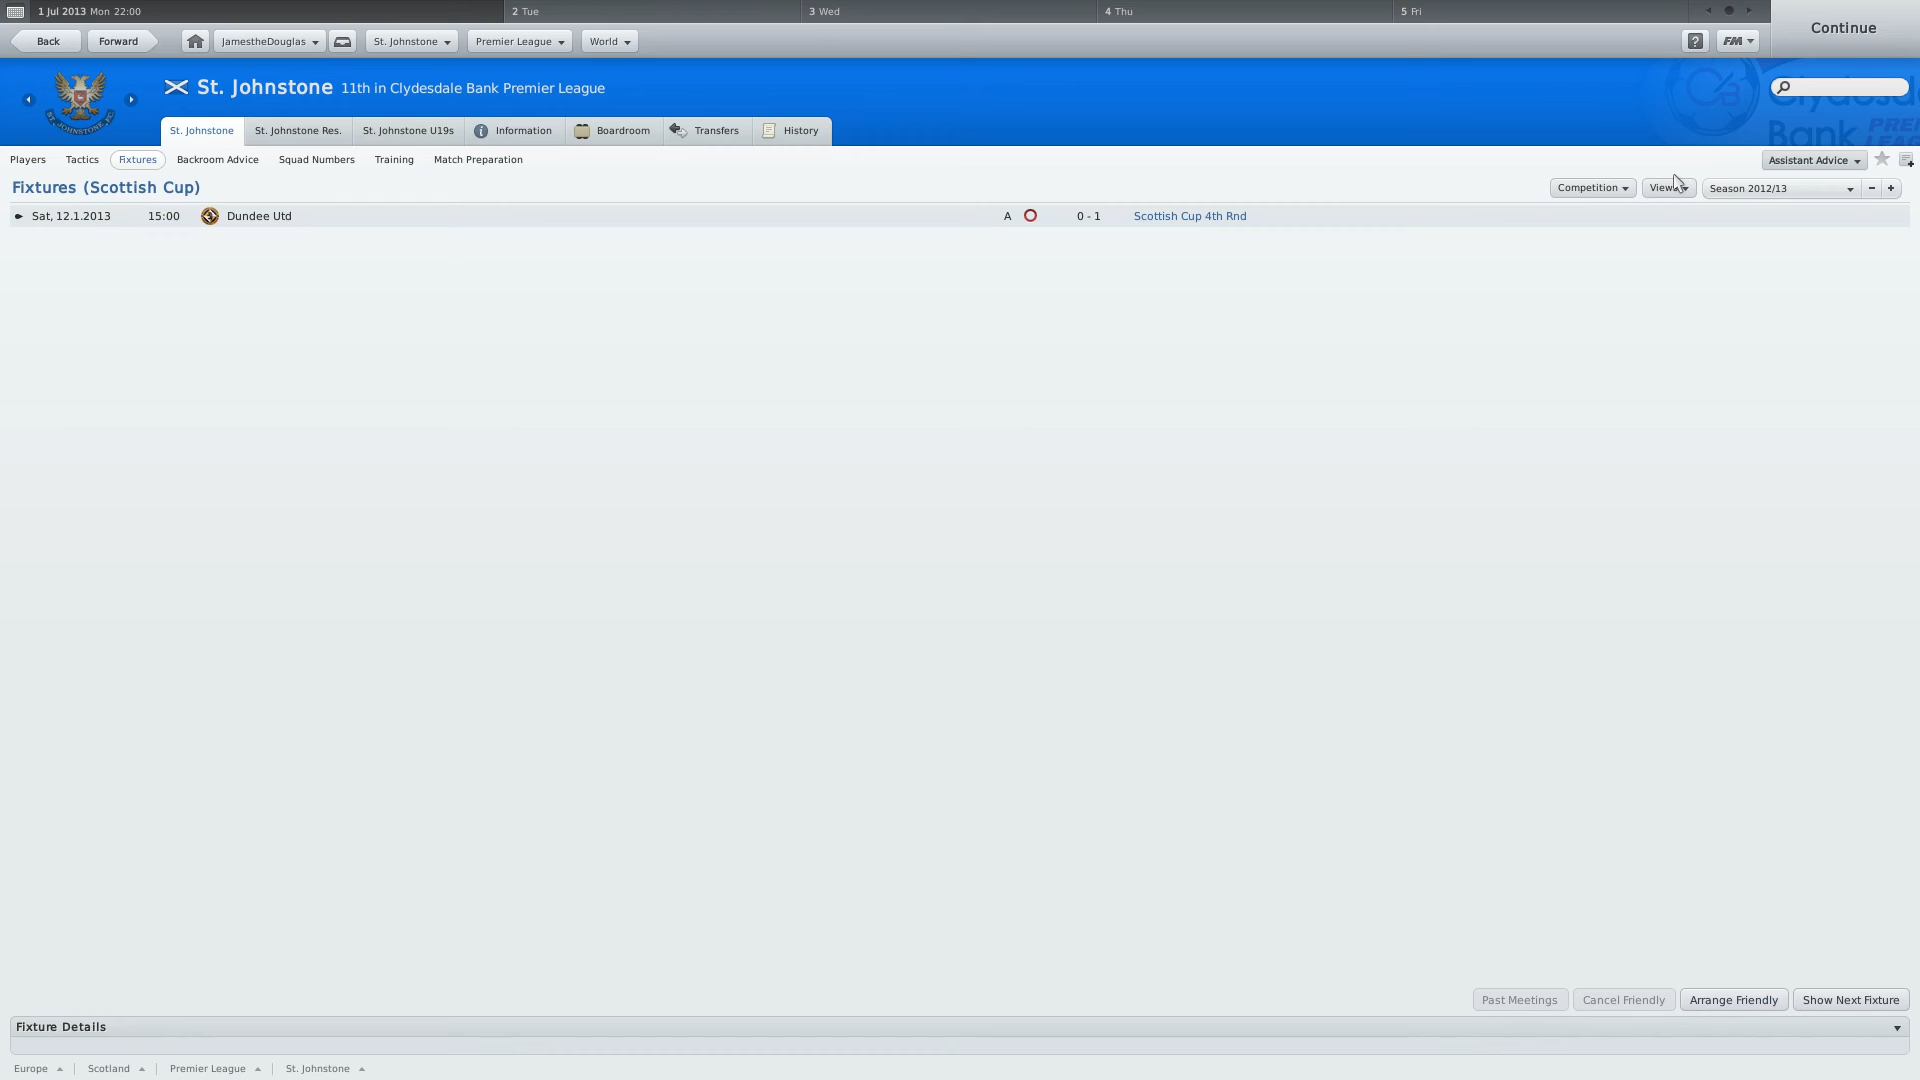 1 Jul 2013 Mon 22:00 2 Tue 3 Wed 4 Thu 5 Fri
Back Forward JamestheDouglas St. Johnstone Premier League World ? FM Continue
St. Johnstone 11th in Clydesdale Bank Premier League
St. Johnstone St. Johnstone Res. St. Johnstone U19s Information Boardroom Transfers History
Players Tactics Fixtures Backroom Advice Squad Numbers Training Match Preparation Assistant Advice
Fixtures (Scottish Cup) Competition Views Season 2012/13 - +
Sat, 12.1.2013 15:00 Dundee Utd A 0 - 1 Scottish Cup 4th Rnd
Past Meetings Cancel Friendly Arrange Friendly Show Next Fixture
Fixture Details
Europe Scotland Premier League St. Johnstone